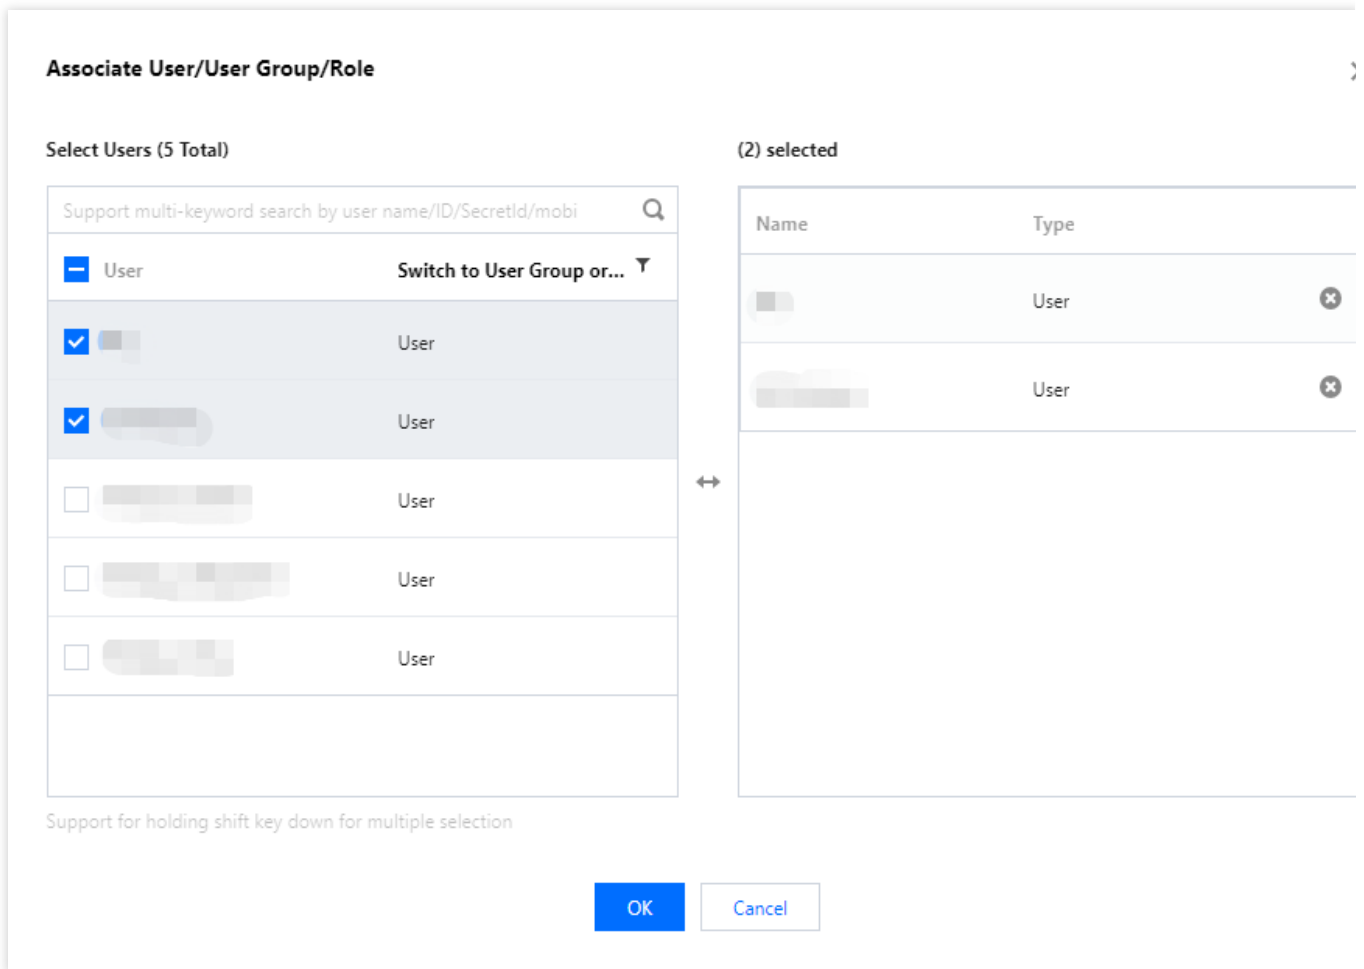 Associate User/User Group/Role
Select Users (5 Total)
Support multi-keyword search by user name/ID/SecretId/mobi
User
Switch to User Group or...
User
User
User
User
User
Support for holding shift key down for multiple selection
(2) selected
Name
Type
User
User
OK
Cancel